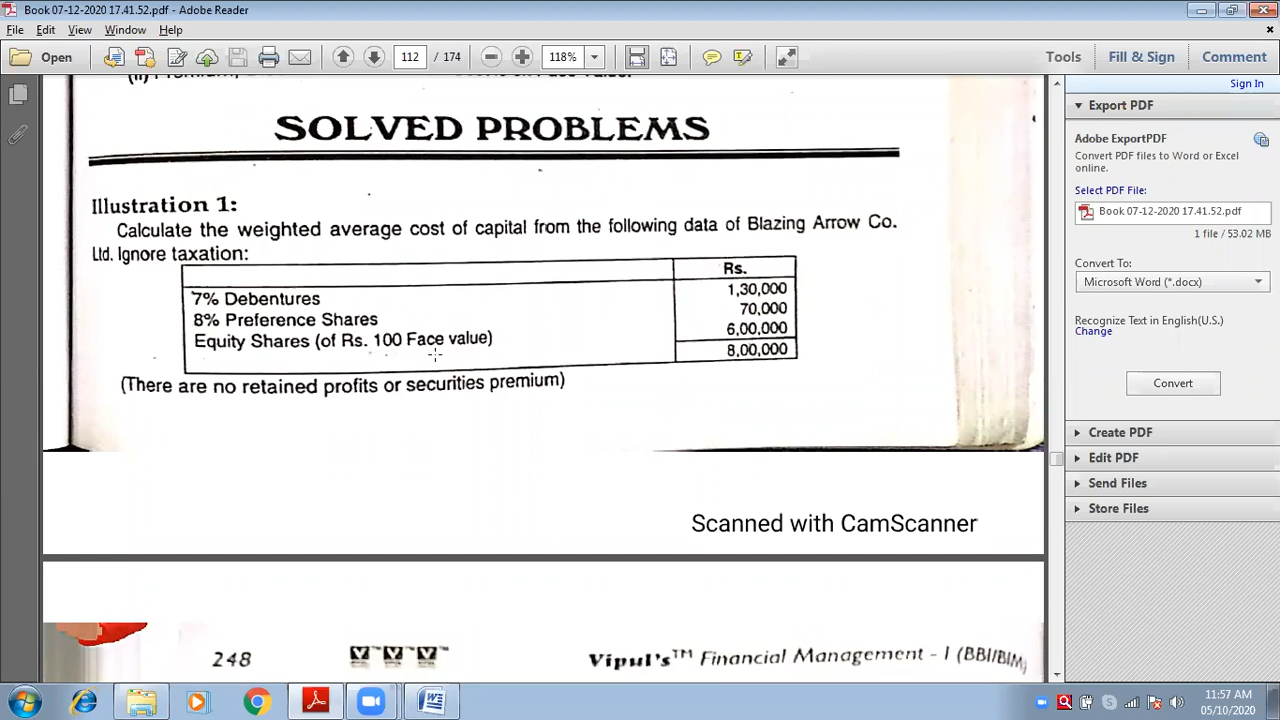 Book 07-12-2020 17.41.52.pdf - Adobe Reader
File Edit View Window Help
Open 112 / 174 118% Tools Fill & Sign Comment
Sign In
SOLVED PROBLEMS
Illustration 1:
Calculate the weighted average cost of capital from the following data of Blazing Arrow Co.
Ltd. Ignore taxation:
Rs.
7% Debentures 1,30,000
8% Preference Shares 70,000
Equity Shares (of Rs. 100 Face value) 6,00,000
8,00,000
(There are no retained profits or securities premium)
Scanned with CamScanner
248 Vipul's™ Financial Management - I (BBI/BIM)
Export PDF
Adobe ExportPDF
Convert PDF files to Word or Excel
online.
Select PDF File:
Book 07-12-2020 17.41.52.pdf
1 file / 53.02 MB
Convert To:
Microsoft Word (*.docx)
Recognize Text in English(U.S.)
Change
Convert
Create PDF
Edit PDF
Send Files
Store Files
11:57 AM
05/10/2020